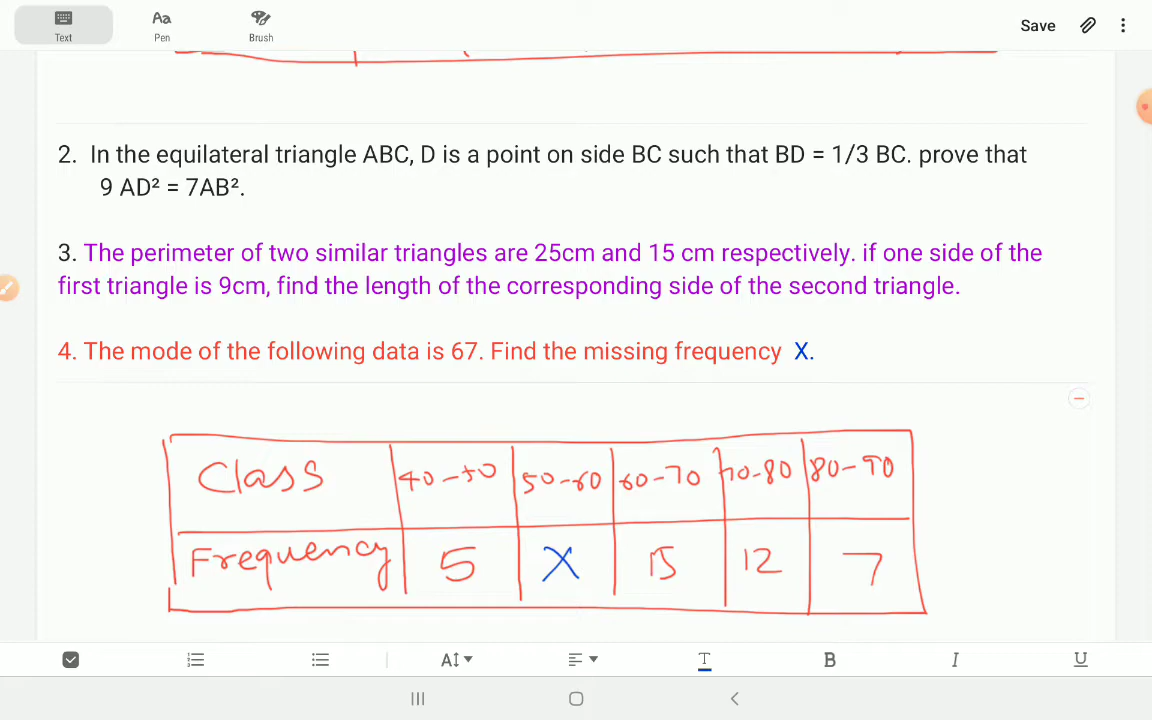 Text
Aa
Pen
Brush
Save
2. In the equilateral triangle ABC, D is a point on side BC such that BD = 1/3 BC. prove that
9 AD² = 7AB².
3. The perimeter of two similar triangles are 25cm and 15 cm respectively. if one side of the
first triangle is 9cm, find the length of the corresponding side of the second triangle.
4. The mode of the following data is 67. Find the missing frequency X.
Class 40-50 50-60 60-70 70-80 80-90
Frequency 5 X 15 12 7
A T B I U